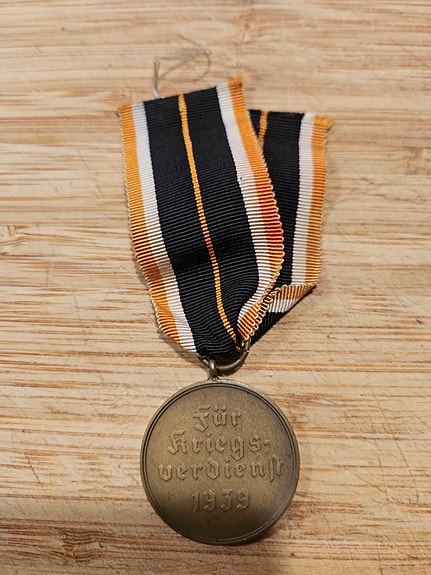 Für
Kriegs-
verdienst
1939